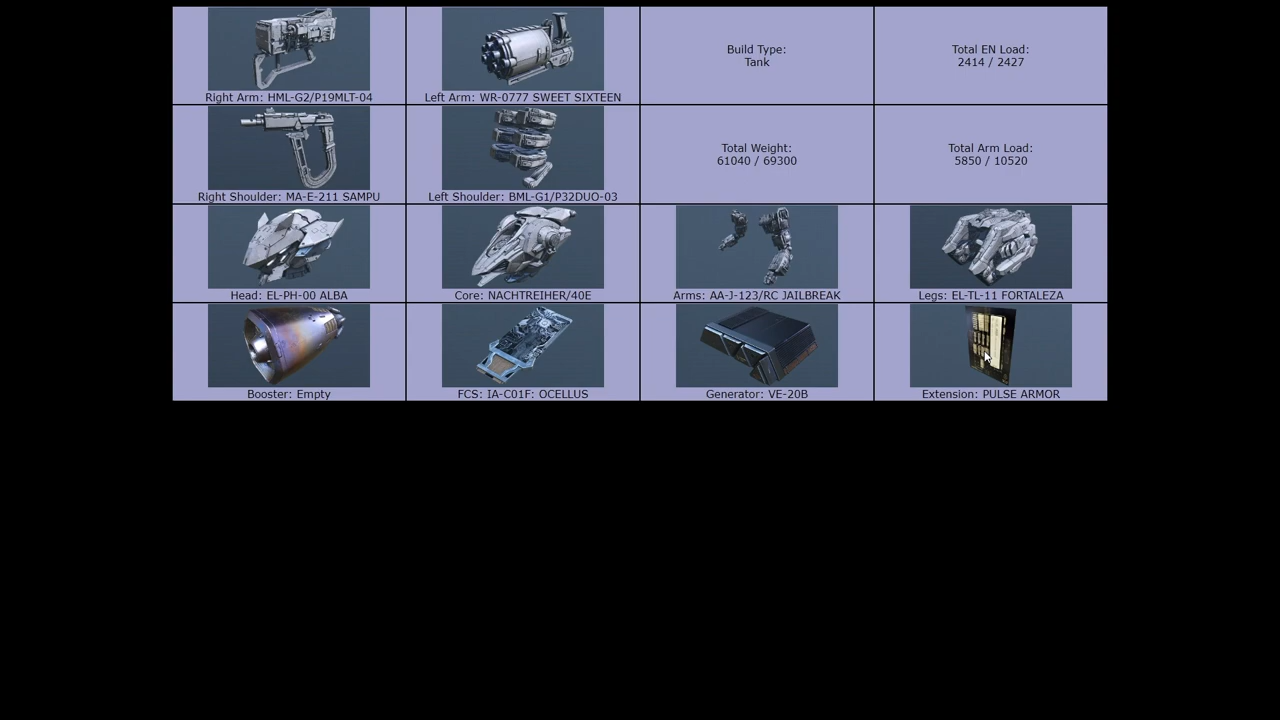 Right Arm: HML-G2/P19MLT-04
Left Arm: WR-0777 SWEET SIXTEEN
Build Type:
Tank
Total EN Load:
2414 / 2427
Right Shoulder: MA-E-211 SAMPU
Left Shoulder: BML-G1/P32DUO-03
Total Weight:
61040 / 69300
Total Arm Load:
5850 / 10520
Head: EL-PH-00 ALBA
Core: NACHTREIHER/40E
Arms: AA-J-123/RC JAILBREAK
Legs: EL-TL-11 FORTALEZA
Booster: Empty
FCS: IA-C01F: OCELLUS
Generator: VE-20B
Extension: PULSE ARMOR